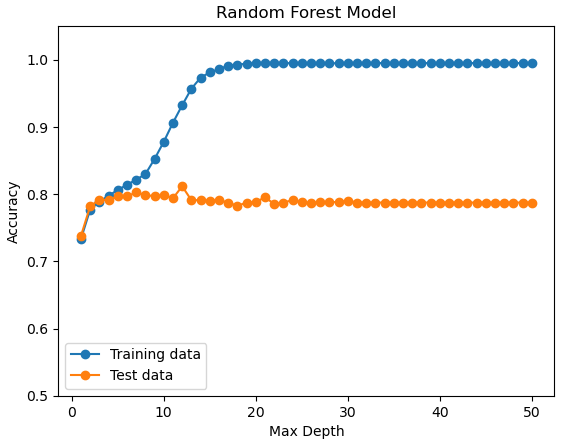 Random Forest Model
Accuracy
1.0
0.9
0.8
0.7
0.6
0.5
Training data
Test data
0 10 20 30 40 50
Max Depth